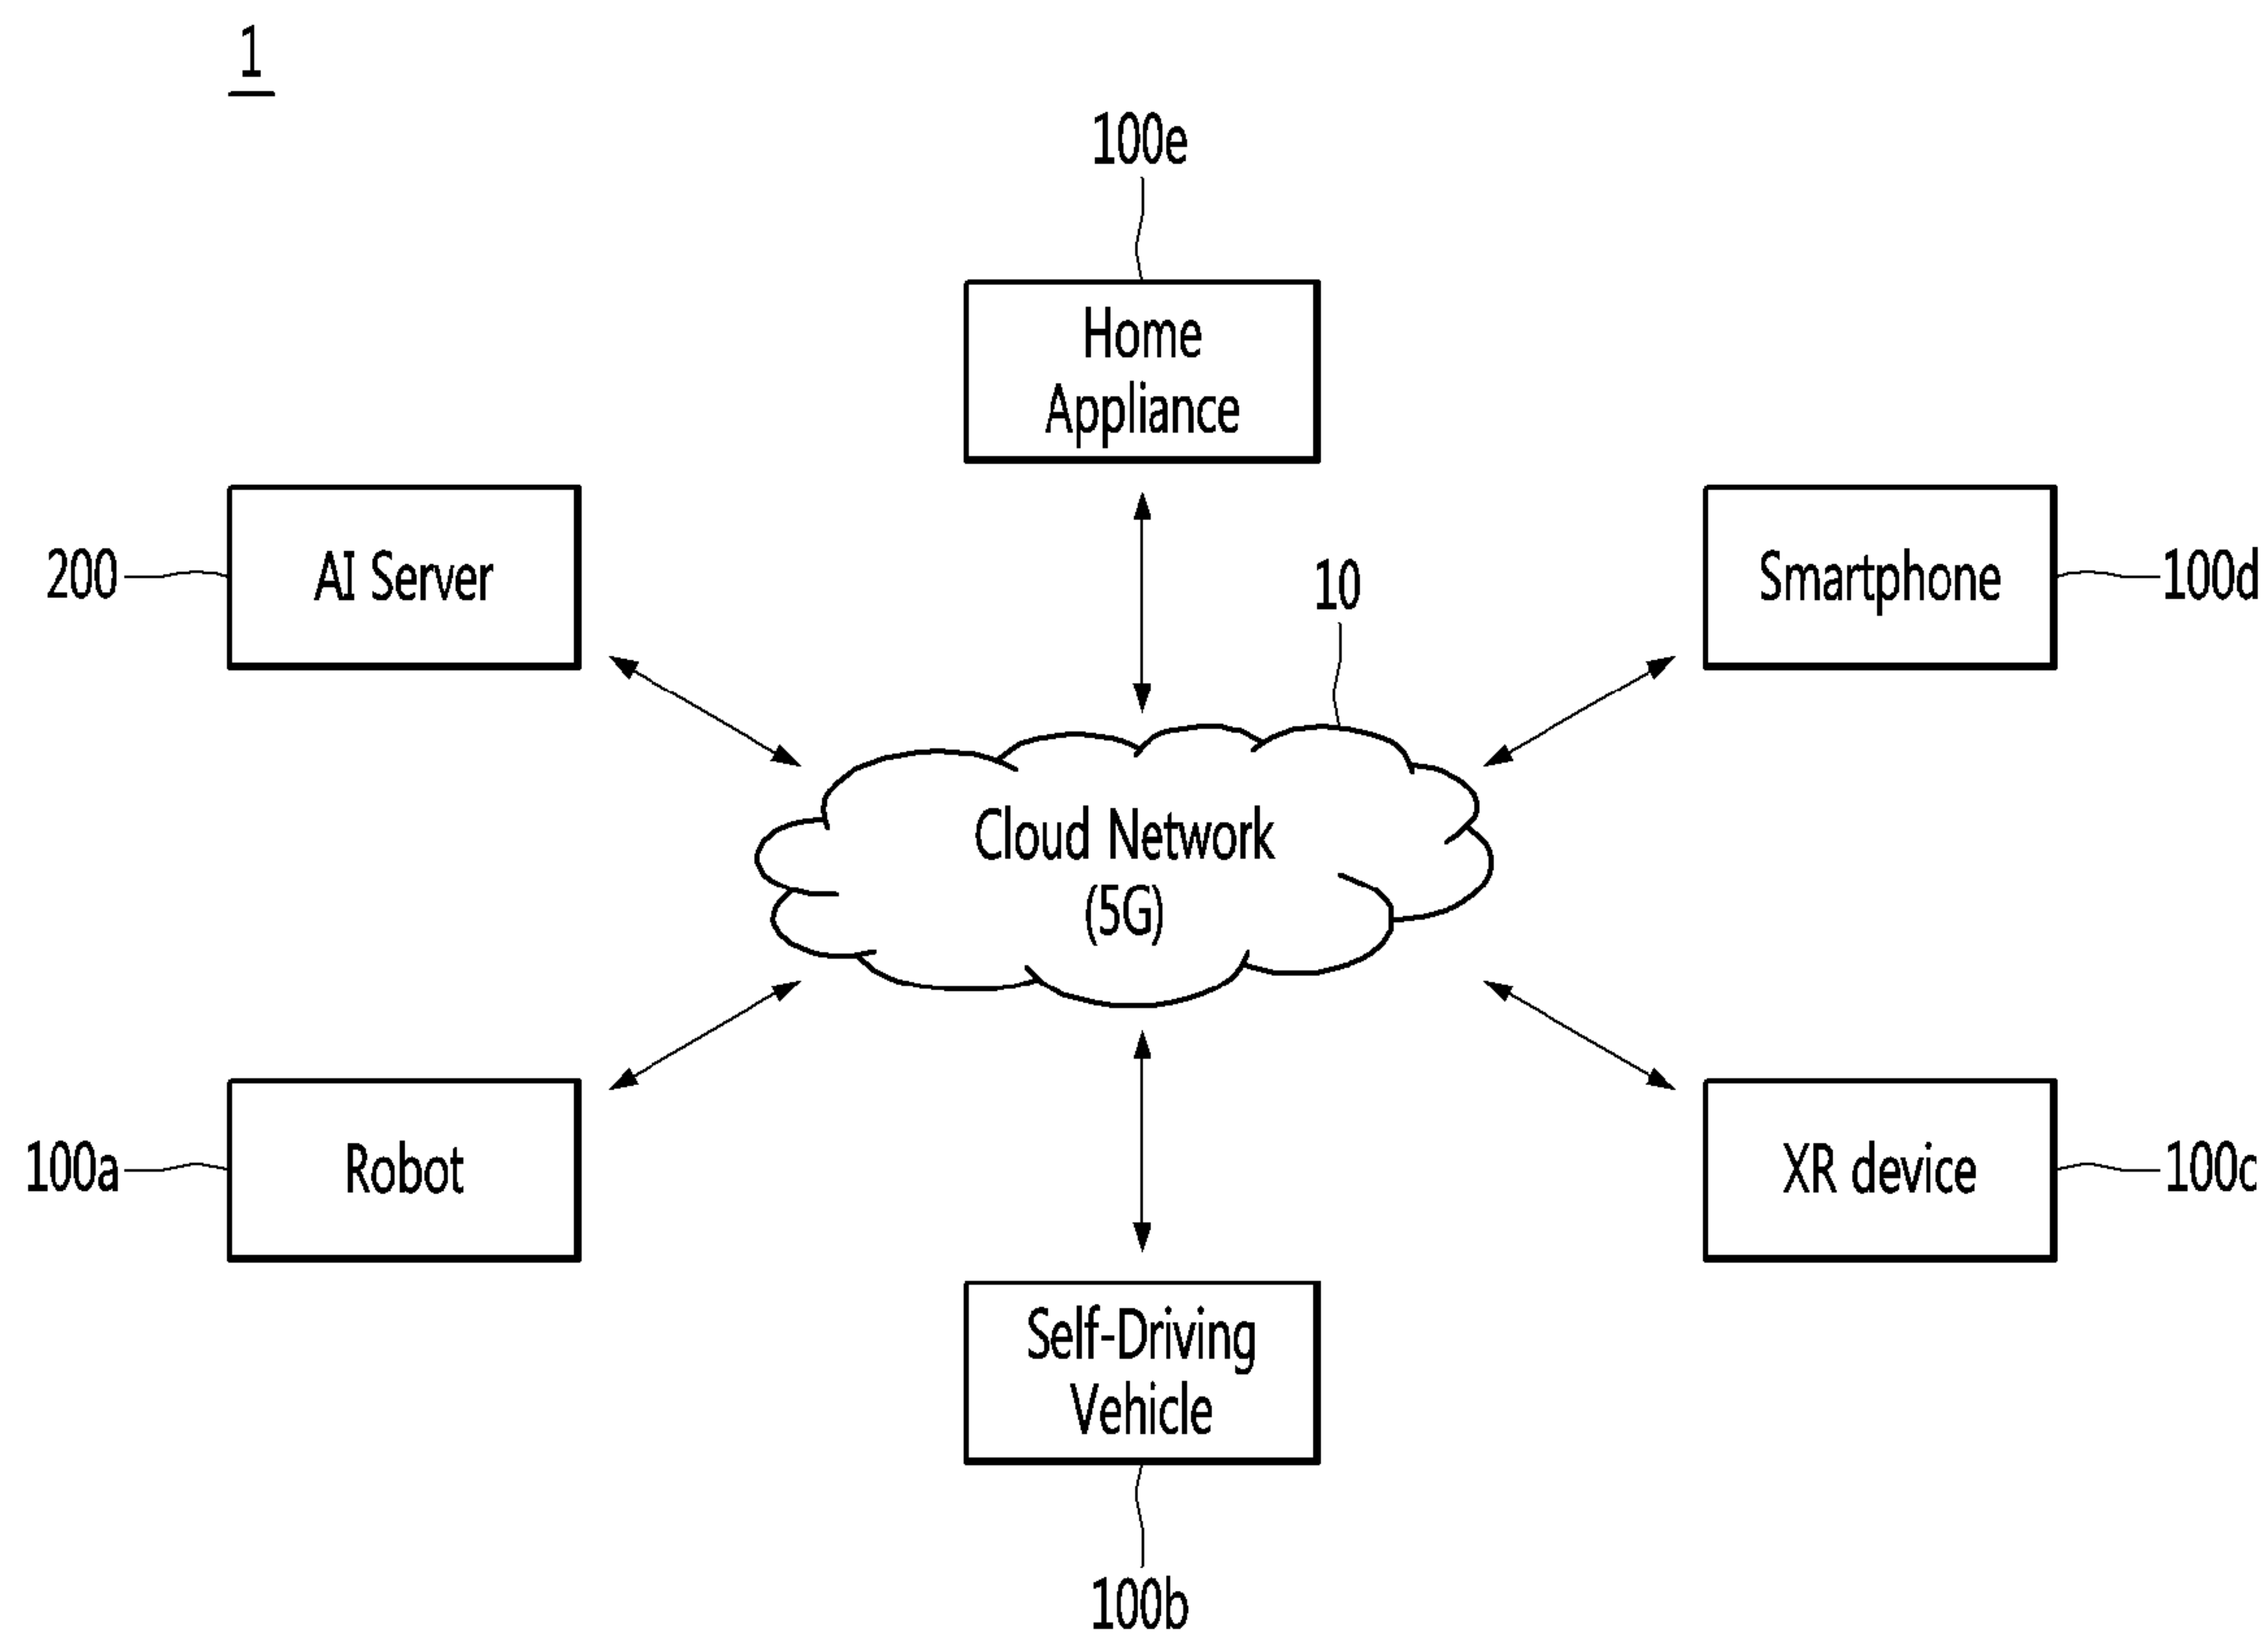 1
100e
Home
Appliance
200
AI Server
10
Smartphone
100d
Cloud Network
(5G)
100a
Robot
XR device
100c
Self-Driving
Vehicle
100b